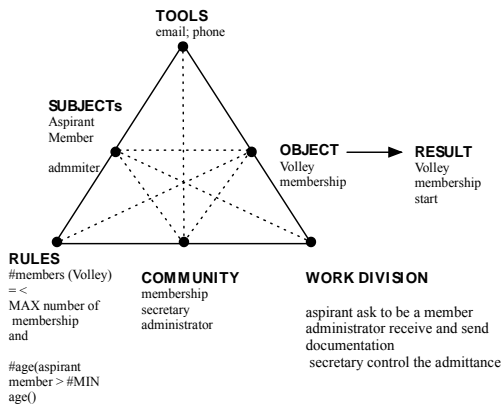 TOOLS
email; phone
SUBJECTs
Aspirant
Member
admmiter
OBJECT
Volley
membership
RESULT
Volley
membership
start
RULES
#members (Volley)
= <
MAX number of
membership
and
#age(aspirant
member > #MIN
age()
COMMUNITY
membership
secretary
administrator
WORK DIVISION
aspirant ask to be a member
administrator receive and send
documentation
secretary control the admittance